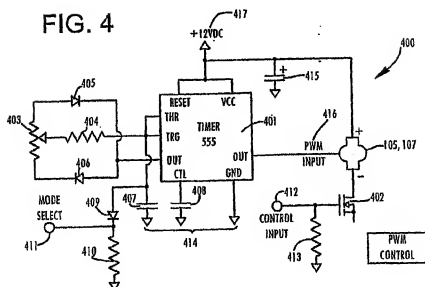 FIG. 4
417
+12VDC
400
405
415
RESET VCC
403
404
THR
TRG
TIMER
555
401
416
PWM
INPUT
+
105, 107
OUT
OUT
406
CTL
GND
-
412
402
409
407
408
MODE
SELECT
CONTROL
INPUT
411
410
414
413
PWM
CONTROL